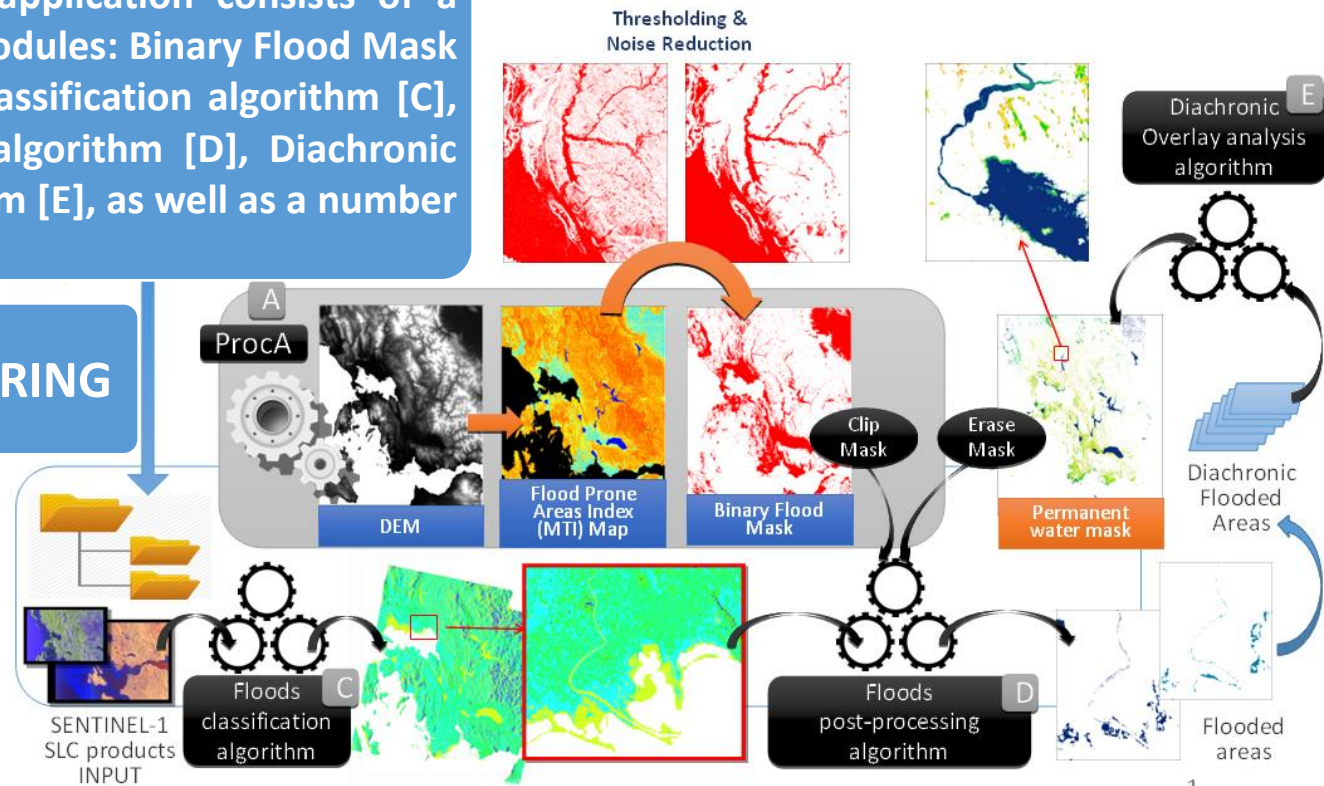 application consists of a
odules: Binary Flood Mask
assification algorithm [C],
algorithm [D], Diachronic
m [E], as well as a number
RING
Thresholding &
Noise Reduction
E
Diachronic
Overlay analysis
algorithm
A
ProcA
DEM
Flood Prone
Areas Index
(MTI) Map
Binary Flood
Mask
Clip
Mask
Erase
Mask
Permanent
water mask
Diachronic
Flooded
Areas
SENTINEL-1
SLC products
INPUT
C
Floods
classification
algorithm
D
Floods
post-processing
algorithm
Flooded
areas